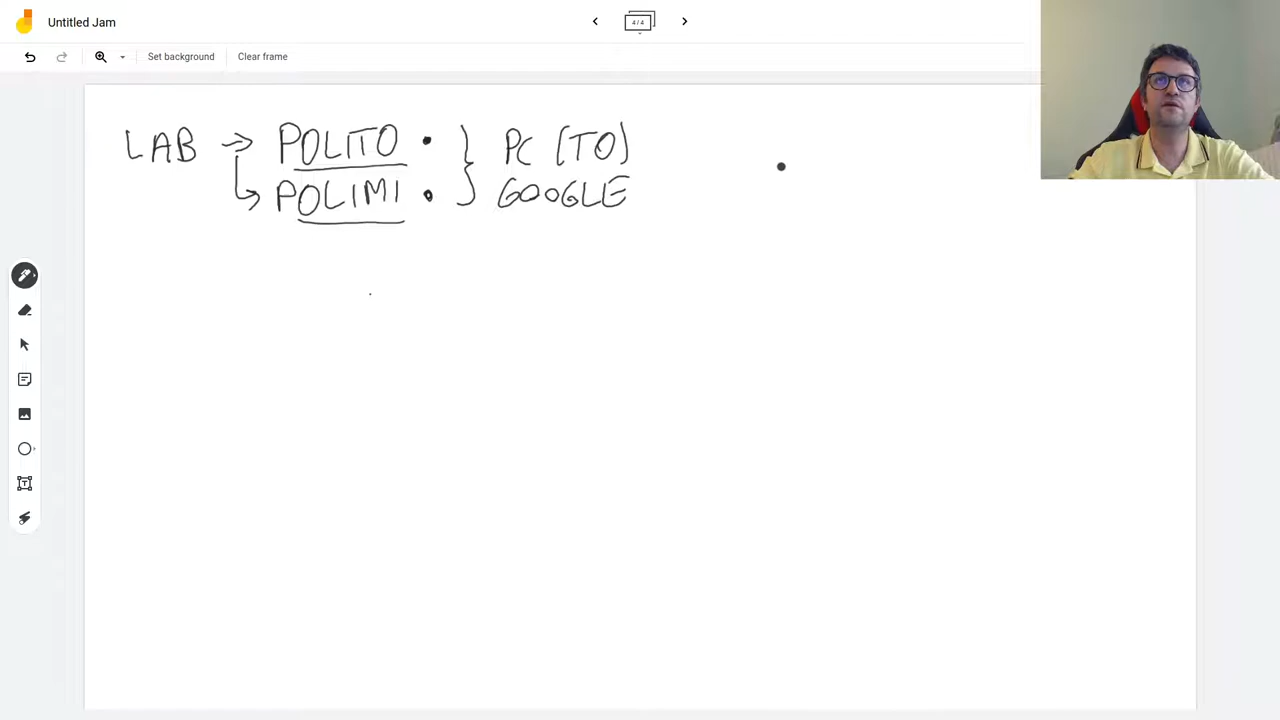 Untitled Jam
4 / 4
Set background
Clear frame
LAB → POLITO • } PC (TO)
↳ POLIMI • GOOGLE